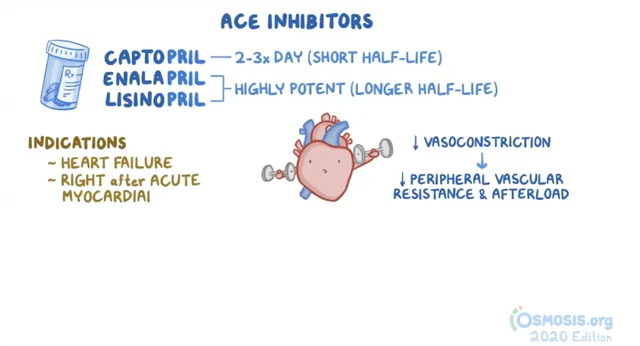 ACE INHIBITORS
CAPTOPRIL — 2-3x DAY (SHORT HALF-LIFE)
ENALAPRIL
HIGHLY POTENT (LONGER HALF-LIFE)
LISINOPRIL
Rx
INDICATIONS
~ HEART FAILURE
~ RIGHT after ACUTE
MYOCARDIAI
↓ VASOCONSTRICTION
↓
↓ PERIPHERAL VASCULAR
RESISTANCE & AFTERLOAD
OSMOSIS.org
2020 Edition